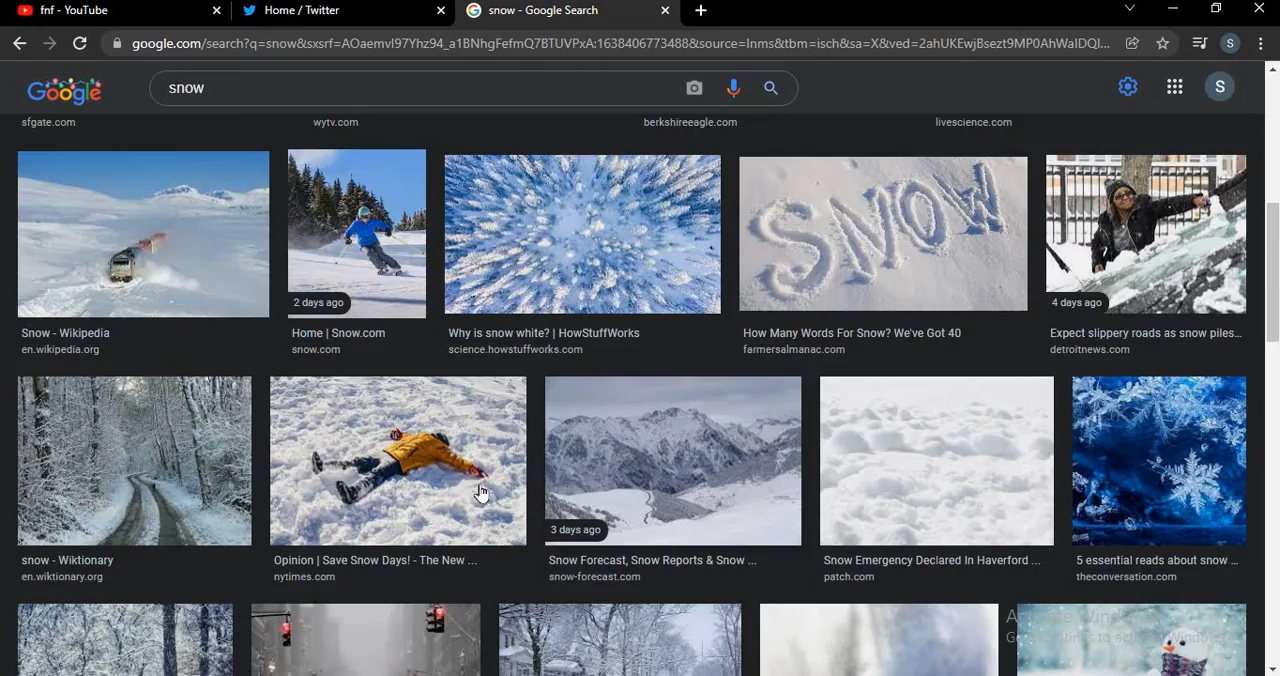 fnf - YouTube
Home / Twitter
snow - Google Search
google.com/search?q=snow&sxsrf=AOaemvI97Yhz94_a1BNhgFefmQ7BTUVPxA:1638406773488&source=lnms&tbm=isch&sa=X&ved=2ahUKEwjBsezt9MP0AhWaIDQI...
S
Google
snow
S
sfgate.com
wytv.com
berkshireeagle.com
livescience.com
SNOW
2 days ago
4 days ago
Snow - Wikipedia
en.wikipedia.org
Home | Snow.com
snow.com
Why is snow white? | HowStuffWorks
science.howstuffworks.com
How Many Words For Snow? We've Got 40
farmersalmanac.com
Expect slippery roads as snow piles...
detroitnews.com
3 days ago
snow - Wiktionary
en.wiktionary.org
Opinion | Save Snow Days! - The New ...
nytimes.com
Snow Forecast, Snow Reports & Snow ...
snow-forecast.com
Snow Emergency Declared In Haverford ...
patch.com
5 essential reads about snow ...
theconversation.com